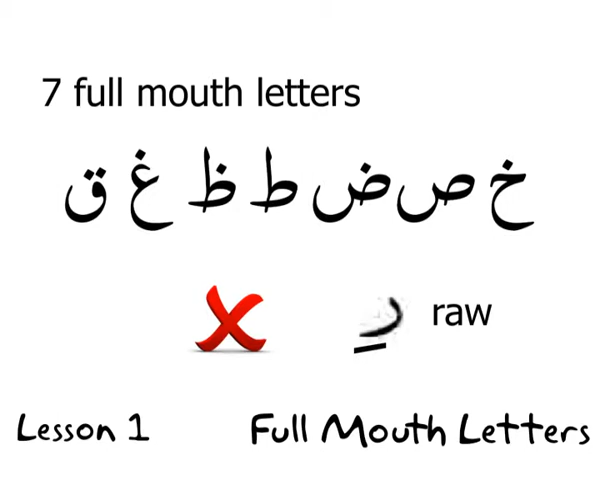 7 full mouth letters
خ ص ض ط ظ غ ق
رِ raw
Lesson 1 Full Mouth Letters